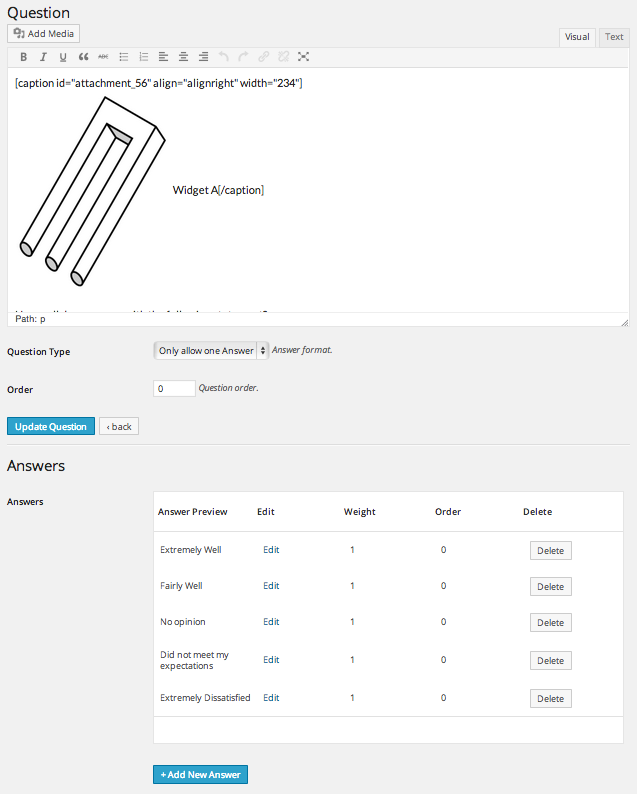 Question
Add Media
Visual Text
B I U ABC
[caption id="attachment_56" align="alignright" width="234"]
Widget A[/caption]
Path: p
Question Type Only allow one Answer Answer format.
Order 0 Question order.
Update Question ‹ back
Answers
Answers
Answer Preview Edit Weight Order Delete
Extremely Well Edit 1 0 Delete
Fairly Well Edit 1 0 Delete
No opinion Edit 1 0 Delete
Did not meet my
expectations Edit 1 0 Delete
Extremely Dissatisfied Edit 1 0 Delete
+ Add New Answer